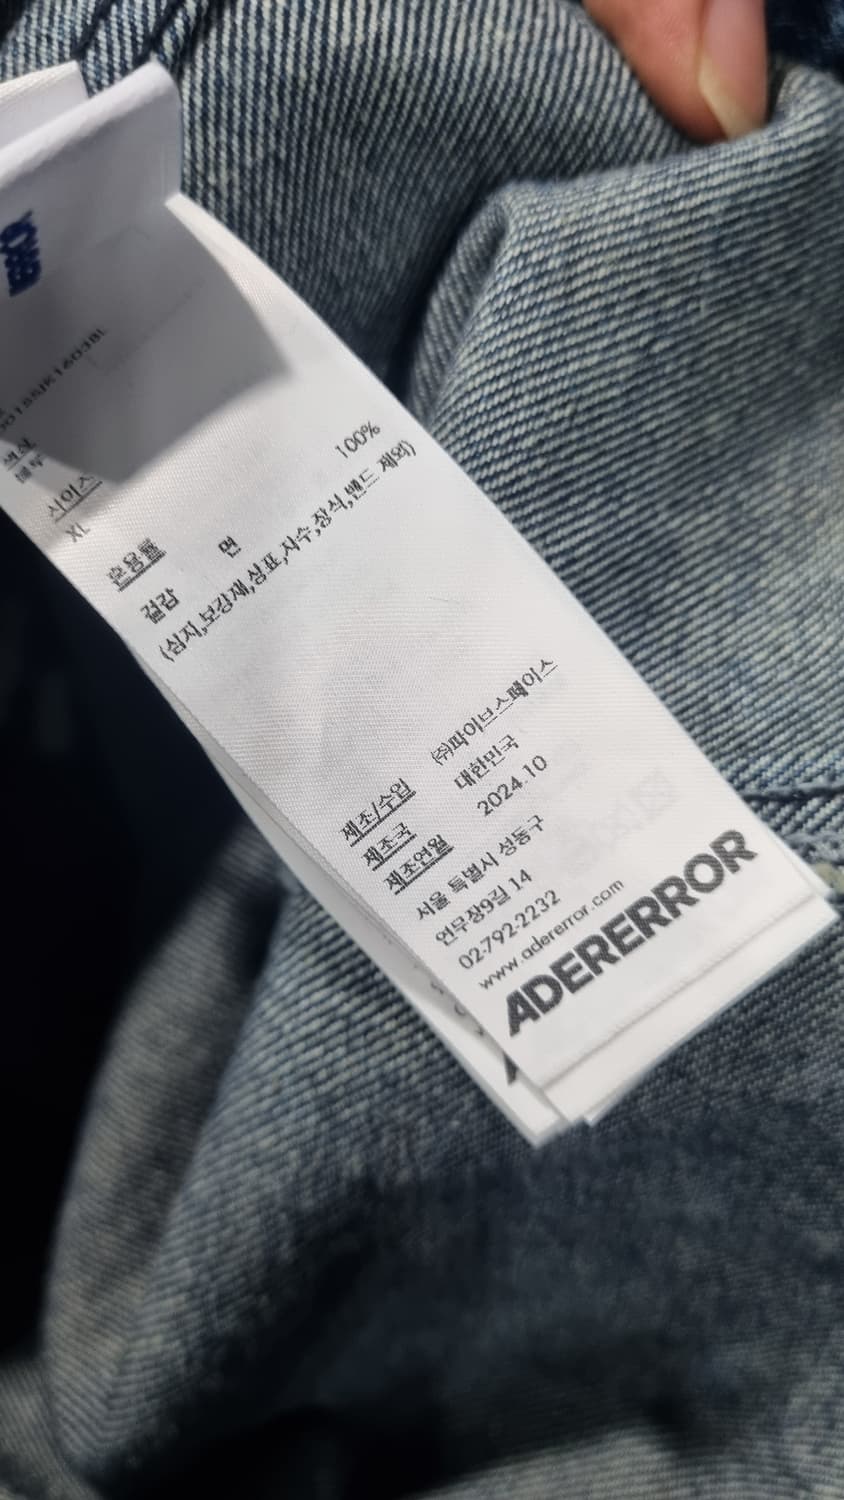 색상
사이즈
XL
혼용률
겉감 면 100%
(심지,보강재,상표,자수,장식,밴드 제외)
제조/수입 ㈜파이브스페이스
제조국 대한민국
제조연월 2024.10
서울 특별시 성동구
연무장9길 14
02-792-2232
www.adererror.com
ADERERROR